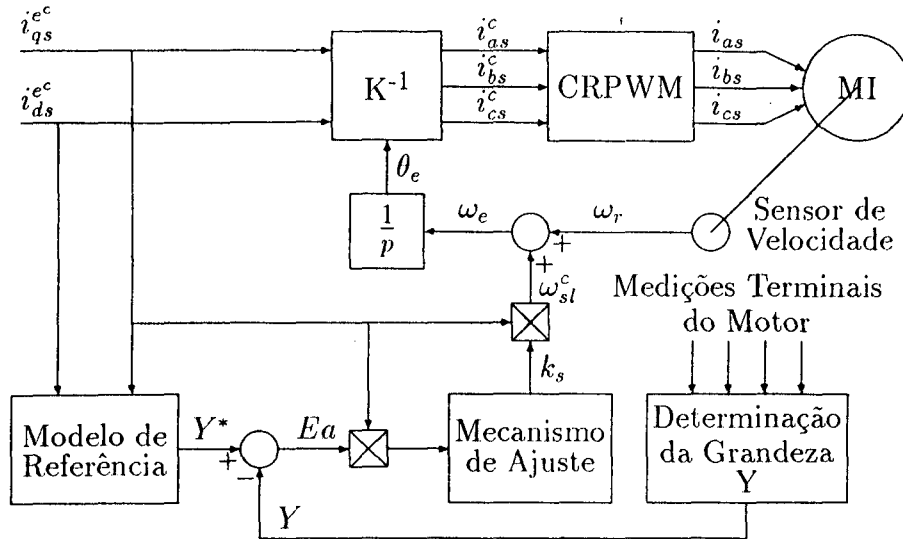 i_{qs}^{e^c}
i_{ds}^{e^c}
K^{-1}
i_{as}^c
i_{bs}^c
i_{cs}^c
CRPWM
i_{as}
i_{bs}
i_{cs}
MI
θ_e
1
p
ω_e
+
+
ω_r
Sensor de
Velocidade
ω_{sl}^c
Medições Terminais
do Motor
k_s
Modelo de
Referência
Y*
+
−
Ea
Mecanismo
de Ajuste
Determinação
da Grandeza
Y
Y